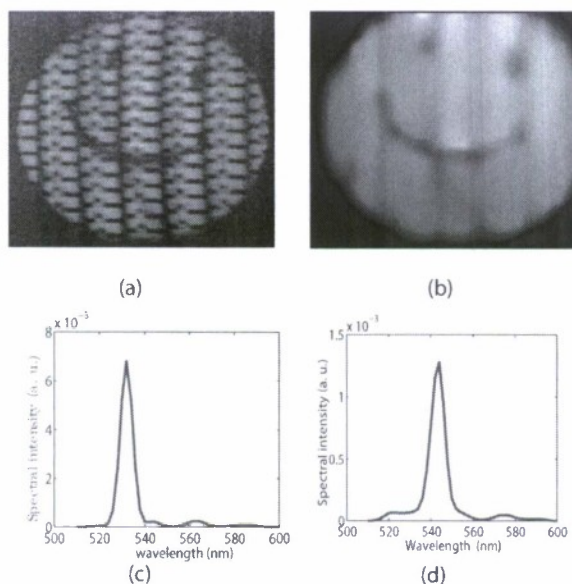 (a)
(b)
x 10⁻³
8
6
4
2
0
500
520
540
560
580
600
Spectral intensity (a. u.)
wavelength (nm)
(c)
x 10⁻³
1.5
1
0.5
0
500
520
540
560
580
600
Spectral intensity (a. u.)
Wavelength (nm)
(d)